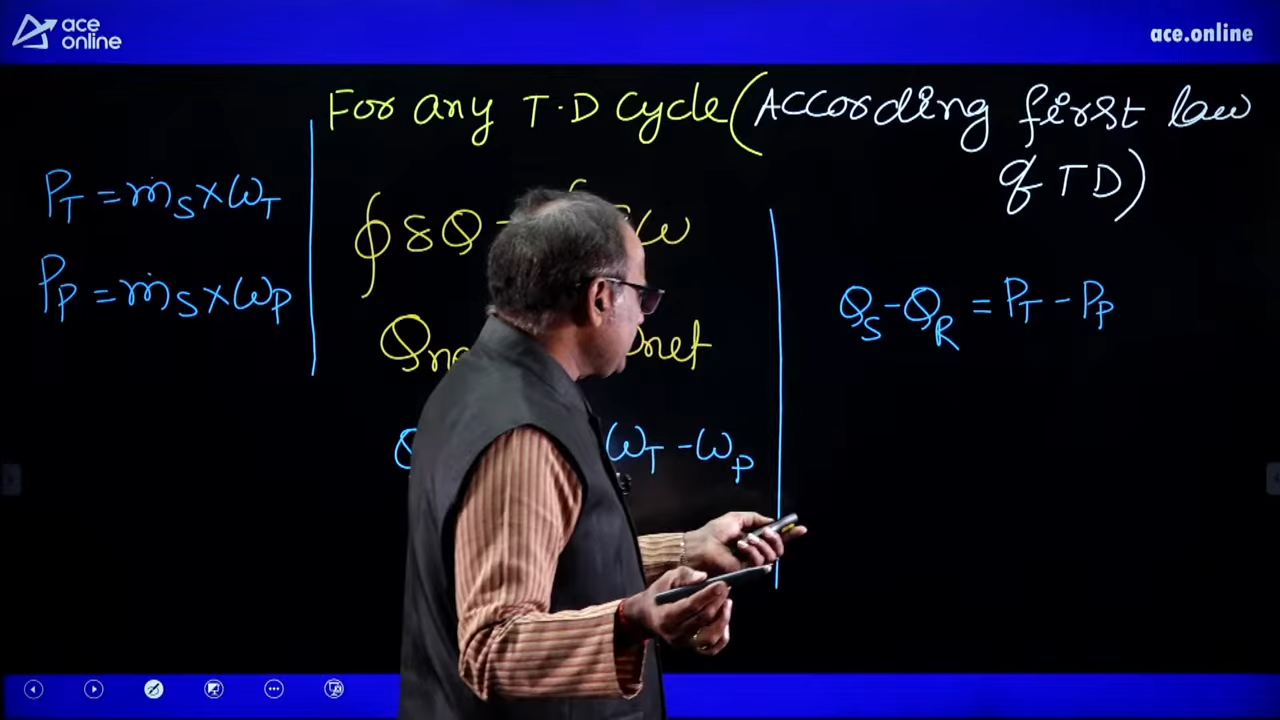 ace
online
ace.online
For any T.D cycle (According first law
of TD)
P_T = ṁ_S × ω_T
P_P = ṁ_S × ω_P
∮ δQ ω
Q net
ω_T - ω_P
Q_S - Q_R = P_T - P_P